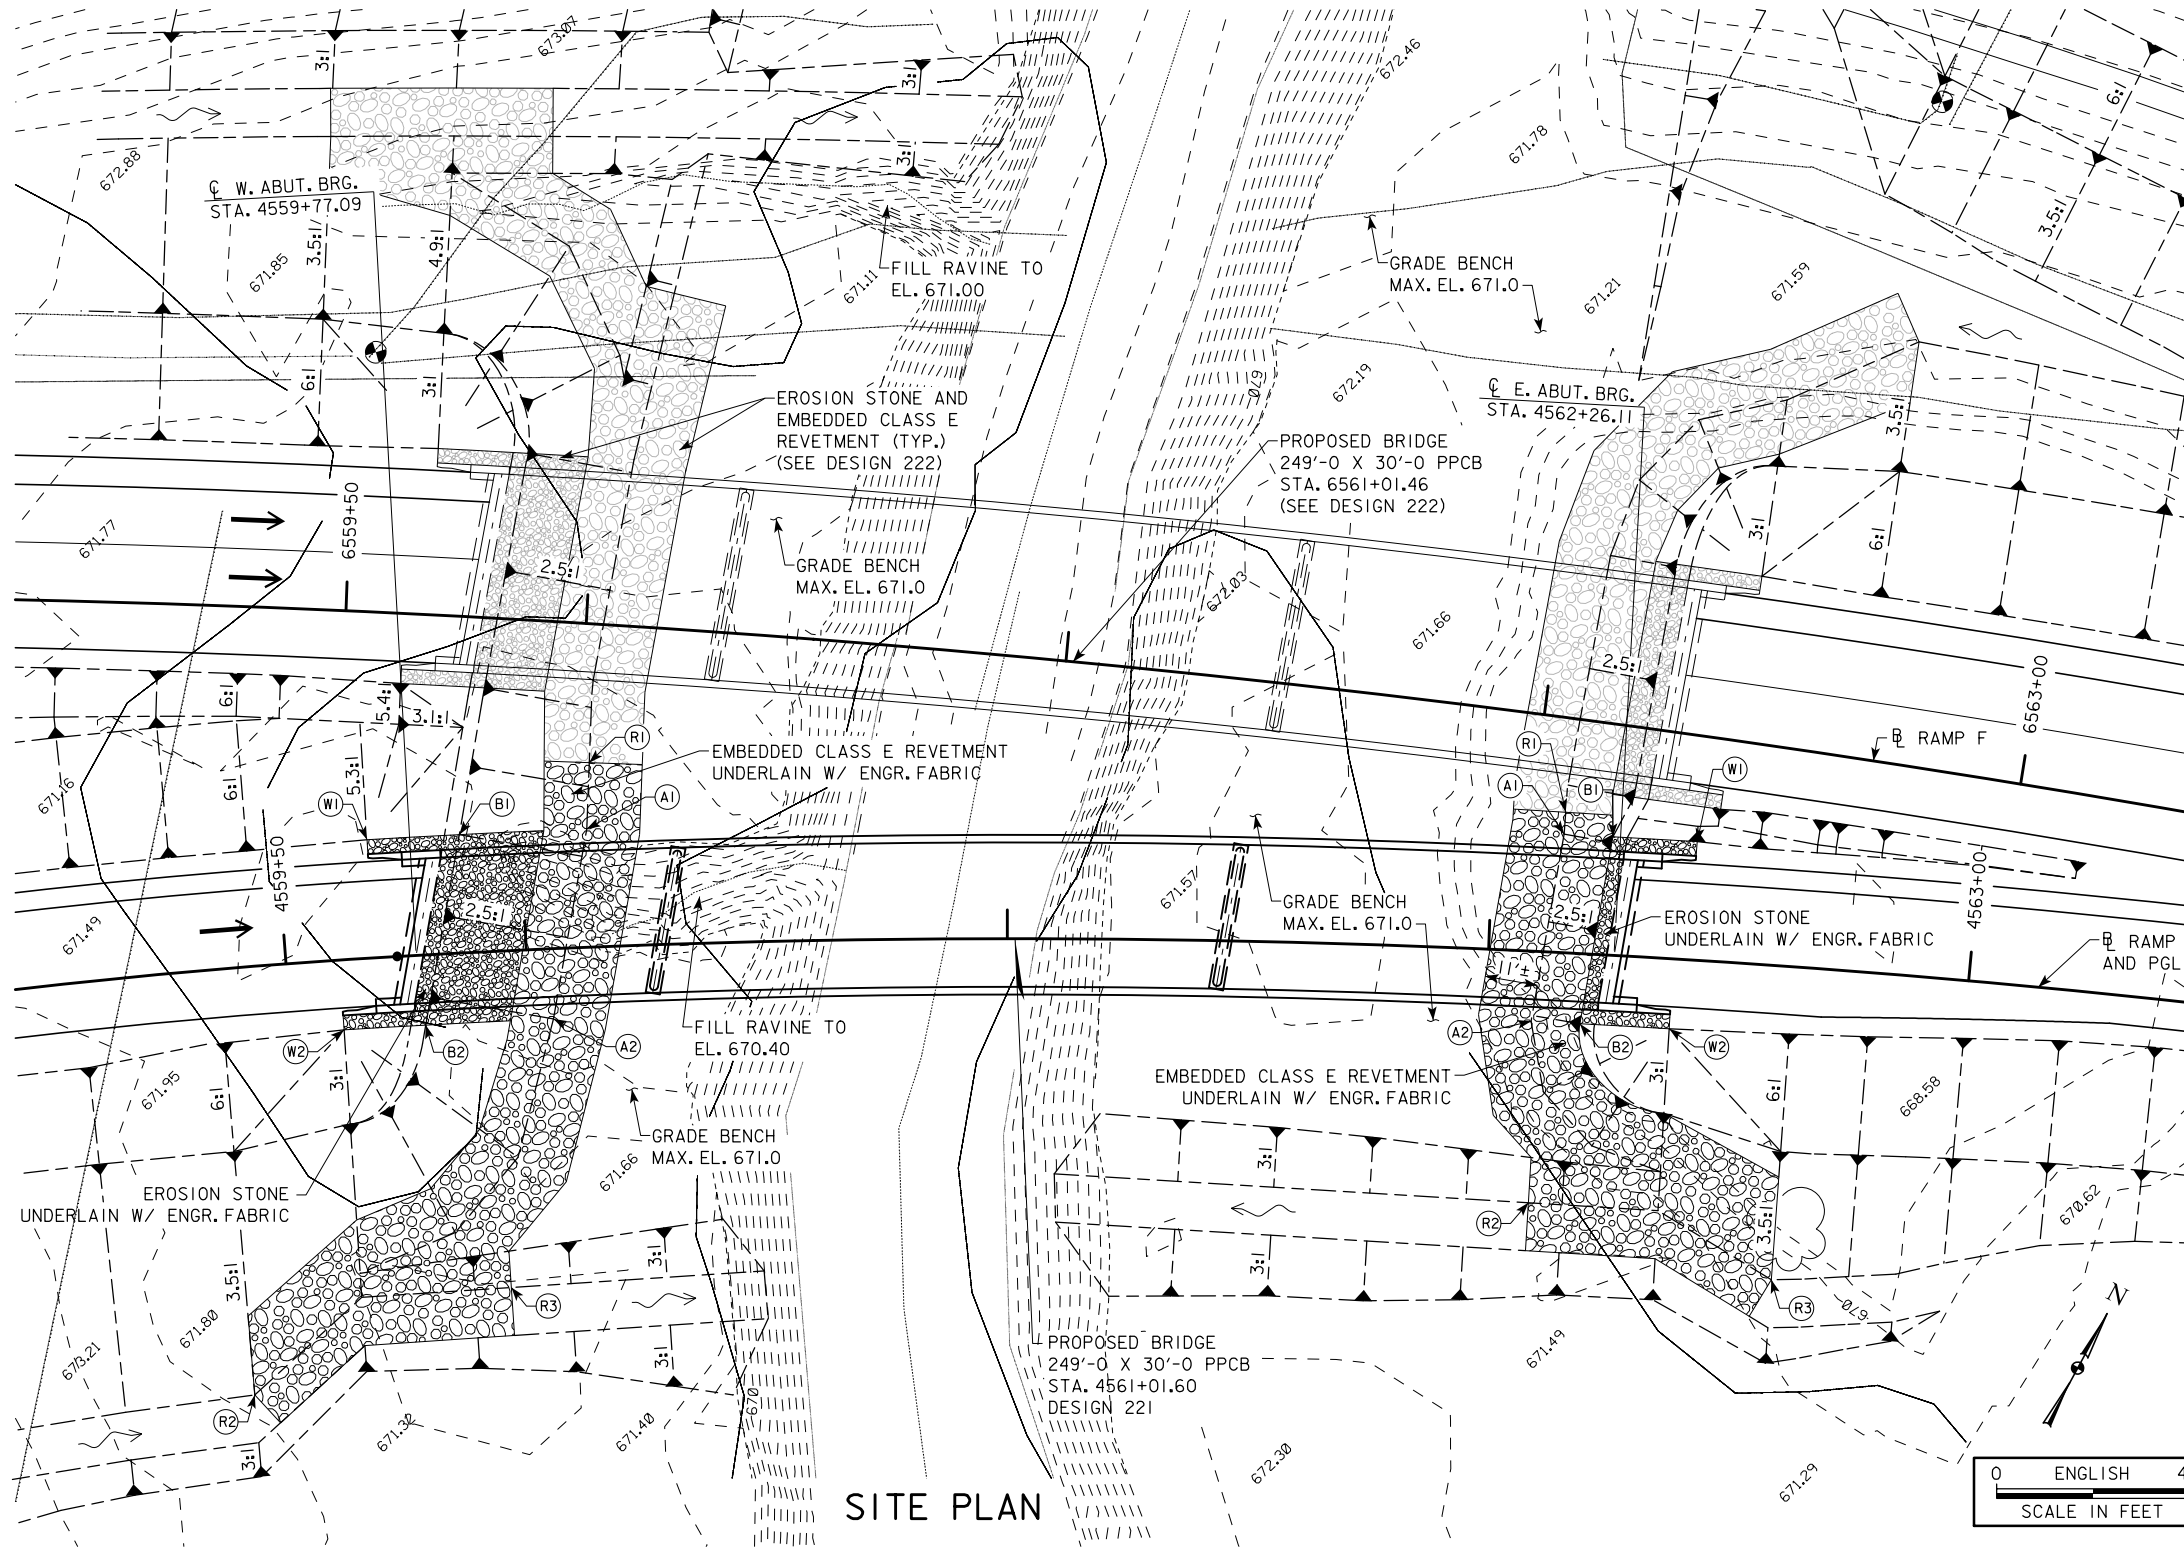 673.07
672.46
3:1
3:1
6:1
671.78
672.88
3:1
℄ W. ABUT. BRG.
STA. 4559+77.09
3.5:1
4.9:1
3.5:1
671.85
671.11
FILL RAVINE TO
EL. 671.00
GRADE BENCH
MAX. EL. 671.0
671.21
671.59
6:1
3:1
EROSION STONE AND
EMBEDDED CLASS E
REVETMENT (TYP.)
(SEE DESIGN 222)
670
672.19
℄ E. ABUT. BRG.
STA. 4562+26.11
3.5:1
PROPOSED BRIDGE
249'-0 X 30'-0 PPCB
STA. 6561+01.46
(SEE DESIGN 222)
6559+50
671.77
2.5:1
GRADE BENCH
MAX. EL. 671.0
3:1
6:1
672.03
671.66
2.5:1
6563+00
6:1
5.4:1
3.1:1
R1
EMBEDDED CLASS E REVETMENT
UNDERLAIN W/ ENGR. FABRIC
R1
℄ RAMP F
W1
671.16
6:1
5.3:1
W1
B1
A1
A1
B1
4559+50
671.57
4563+00
671.49
2.5:1
GRADE BENCH
MAX. EL. 671.0
2.5:1
EROSION STONE
UNDERLAIN W/ ENGR. FABRIC
BL RAMP
AND PGL
W2
B2
A2
FILL RAVINE TO
EL. 670.40
A2
B2
W2
671.95
6:1
3:1
EMBEDDED CLASS E REVETMENT
UNDERLAIN W/ ENGR. FABRIC
3:1
6:1
668.58
GRADE BENCH
MAX. EL. 671.0
671.66
3:1
EROSION STONE
UNDERLAIN W/ ENGR. FABRIC
R2
3.5:1
670.62
3.5:1
3:1
3:1
R3
R3
670
N
671.80
673.21
3:1
PROPOSED BRIDGE
249'-0 X 30'-0 PPCB
STA. 4561+01.60
DESIGN 221
671.49
R2
671.32
671.40
670
3:1
672.30
671.29
SITE PLAN
0 ENGLISH 4
SCALE IN FEET